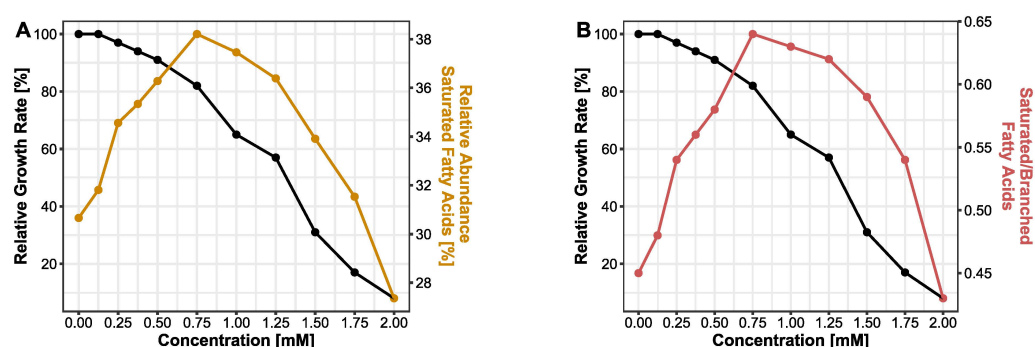 A
100
80
60
40
20
Relative Growth Rate [%]
38
36
34
32
30
28
Relative Abundance
Saturated Fatty Acids [%]
0.00 0.25 0.50 0.75 1.00 1.25 1.50 1.75 2.00
Concentration [mM]
B
100
80
60
40
20
Relative Growth Rate [%]
0.65
0.60
0.55
0.50
0.45
Saturated/Branched
Fatty Acids
0.00 0.25 0.50 0.75 1.00 1.25 1.50 1.75 2.00
Concentration [mM]